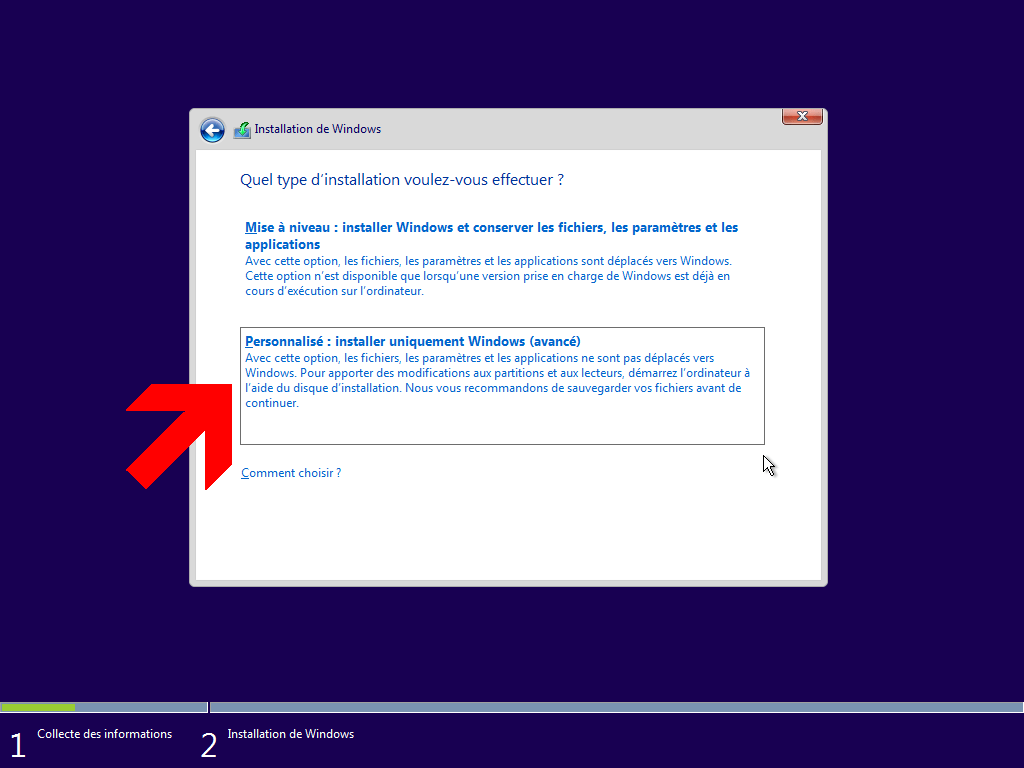 Installation de Windows
Quel type d'installation voulez-vous effectuer ?
Mise à niveau : installer Windows et conserver les fichiers, les paramètres et les
applications
Avec cette option, les fichiers, les paramètres et les applications sont déplacés vers Windows.
Cette option n'est disponible que lorsqu'une version prise en charge de Windows est déjà en
cours d'exécution sur l'ordinateur.
Personnalisé : installer uniquement Windows (avancé)
Avec cette option, les fichiers, les paramètres et les applications ne sont pas déplacés vers
Windows. Pour apporter des modifications aux partitions et aux lecteurs, démarrez l'ordinateur à
l'aide du disque d'installation. Nous vous recommandons de sauvegarder vos fichiers avant de
continuer.
Comment choisir ?
1 Collecte des informations
2 Installation de Windows